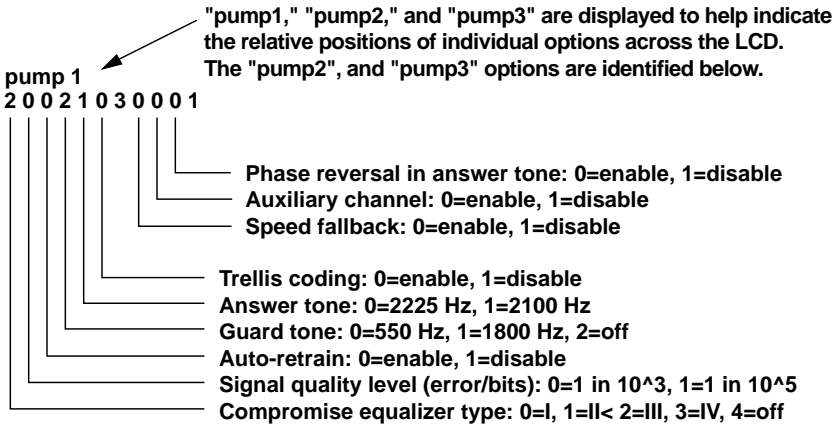 "pump1," "pump2," and "pump3" are displayed to help indicate
the relative positions of individual options across the LCD.
The "pump2", and "pump3" options are identified below.
pump 1
2 0 0 2 1 0 3 0 0 0 1
Phase reversal in answer tone: 0=enable, 1=disable
Auxiliary channel: 0=enable, 1=disable
Speed fallback: 0=enable, 1=disable
Trellis coding: 0=enable, 1=disable
Answer tone: 0=2225 Hz, 1=2100 Hz
Guard tone: 0=550 Hz, 1=1800 Hz, 2=off
Auto-retrain: 0=enable, 1=disable
Signal quality level (error/bits): 0=1 in 10^3, 1=1 in 10^5
Compromise equalizer type: 0=I, 1=II< 2=III, 3=IV, 4=off